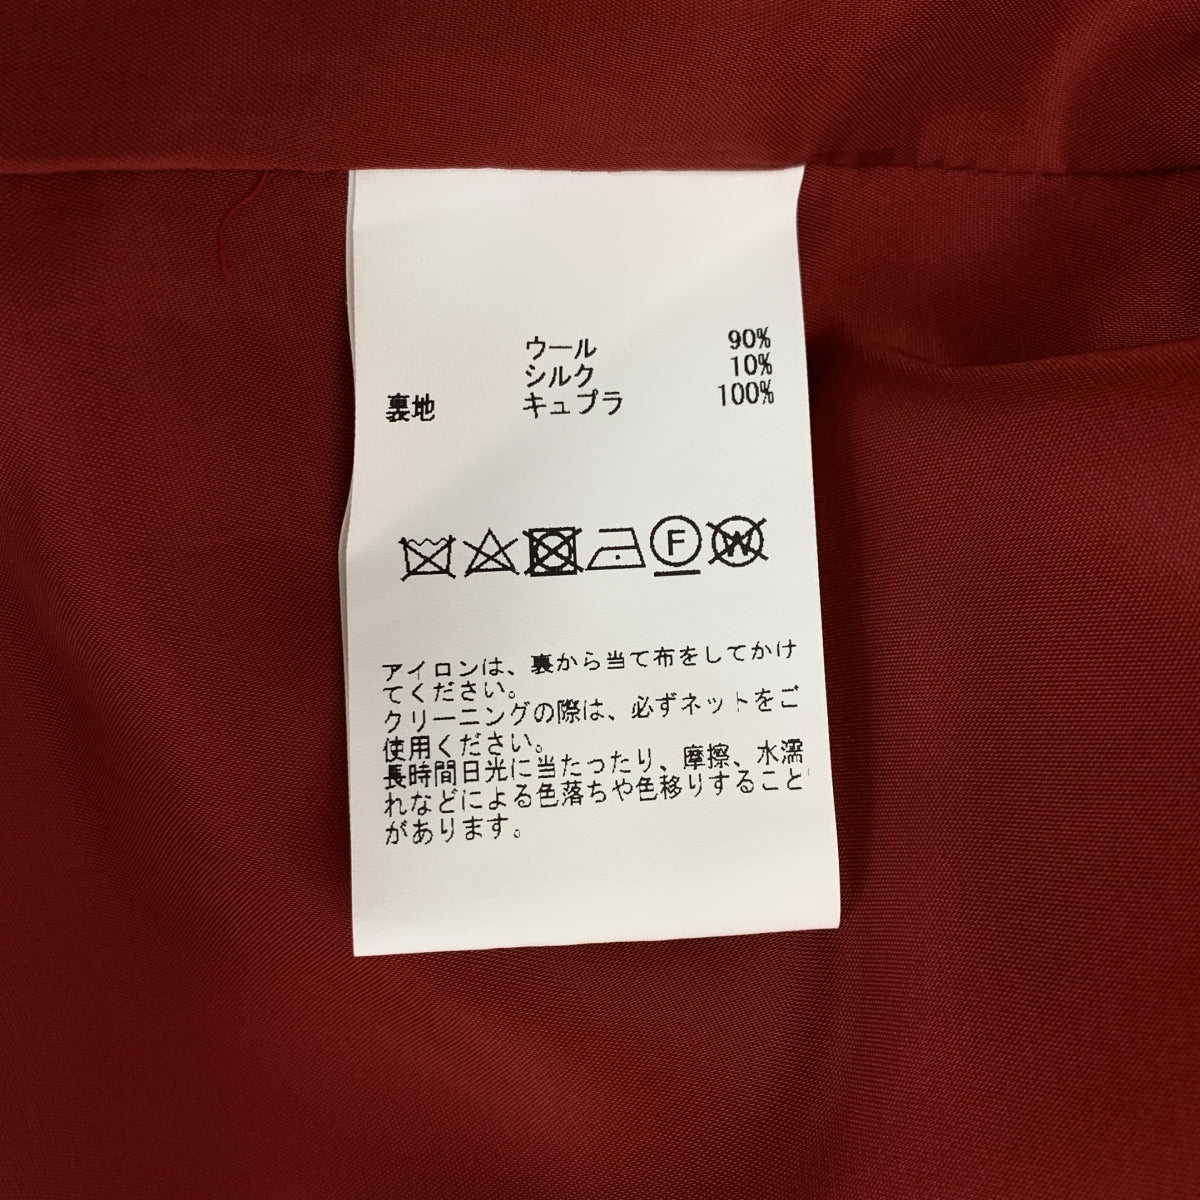 ウール 90%
シルク 10%
裏地 キュプラ 100%
F W
アイロンは、裏から当て布をしてかけ
てください。
クリーニングの際は、必ずネットをご
使用ください。
長時間日光に当たったり、摩擦、水濡
れなどによる色落ちや色移りすること
があります。